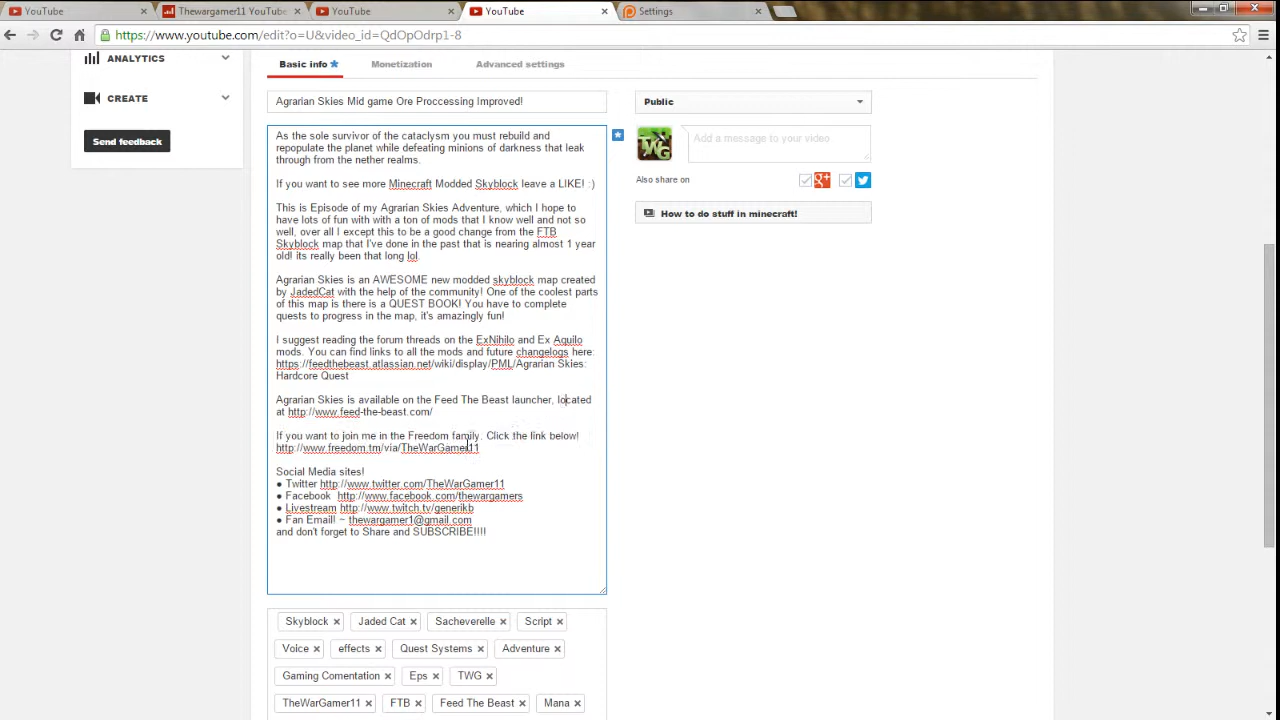 YouTube
Thewargamer11 YouTub
YouTube
YouTube
Settings
https://www.youtube.com/edit?o=U&video_id=QdOpOdrp1-8
ANALYTICS
CREATE
Send feedback
Basic info
Monetization
Advanced settings
Agrarian Skies Mid game Ore Proccessing Improved!
As the sole survivor of the cataclysm you must rebuild and
repopulate the planet while defeating minions of darkness that leak
through from the nether realms.
If you want to see more Minecraft Modded Skyblock leave a LIKE! :)
This is Episode of my Agrarian Skies Adventure, which I hope to
have lots of fun with with a ton of mods that I know well and not so
well, over all I except this to be a good change from the FTB
Skyblock map that I've done in the past that is nearing almost 1 year
old! its really been that long lol.
Agrarian Skies is an AWESOME new modded skyblock map created
by JadedCat with the help of the community! One of the coolest parts
of this map is there is a QUEST BOOK! You have to complete
quests to progress in the map, it's amazingly fun!
I suggest reading the forum threads on the ExNihilo and Ex Aquilo
mods. You can find links to all the mods and future changelogs here:
https://feedthebeast.atlassian.net/wiki/display/PML/Agrarian Skies:
Hardcore Quest
Agrarian Skies is available on the Feed The Beast launcher, located
at http://www.feed-the-beast.com/
If you want to join me in the Freedom family. Click the link below!
http://www.freedom.tm/via/TheWarGamer11
Social Media sites!
● Twitter http://www.twitter.com/TheWarGamer11
● Facebook http://www.facebook.com/thewargamers
● Livestream http://www.twitch.tv/generikb
● Fan Email! ~ thewargamer1@gmail.com
and don't forget to Share and SUBSCRIBE!!!!
Skyblock Jaded Cat Sacheverelle Script
Voice effects Quest Systems Adventure
Gaming Comentation Eps TWG
TheWarGamer11 FTB Feed The Beast Mana
Public
TWG
Add a message to your video
Also share on
How to do stuff in minecraft!